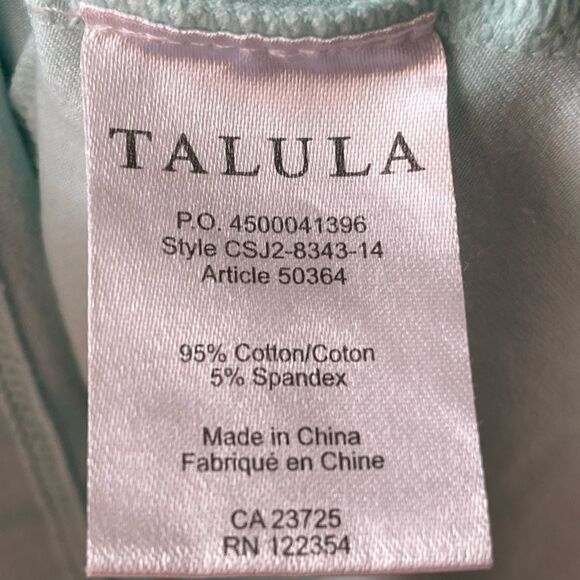 TALULA
P.O. 4500041396
Style CSJ2-8343-14
Article 50364
95% Cotton/Coton
5% Spandex
Made in China
Fabriqué en Chine
CA 23725
RN 122354